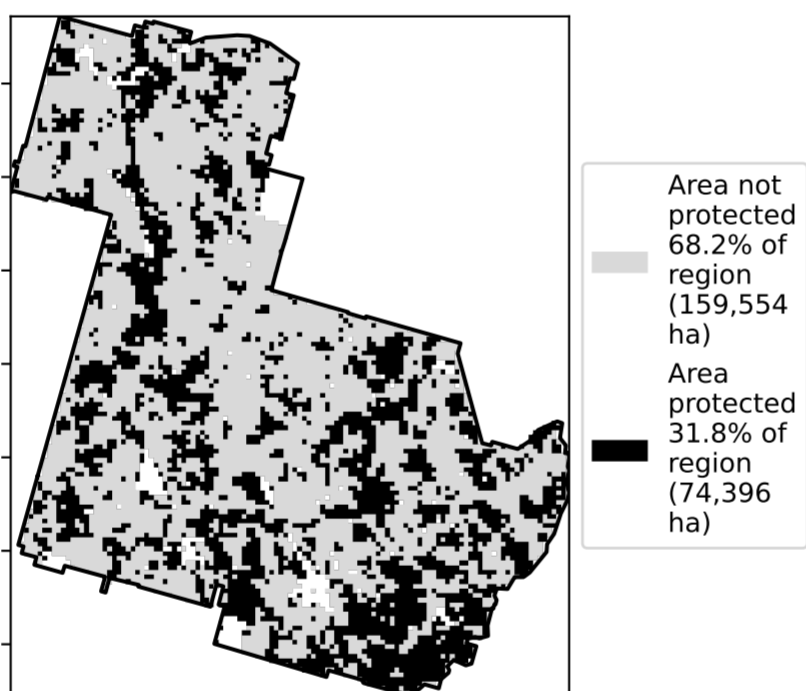 Area not
protected
68.2% of
region
(159,554
ha)
Area
protected
31.8% of
region
(74,396
ha)